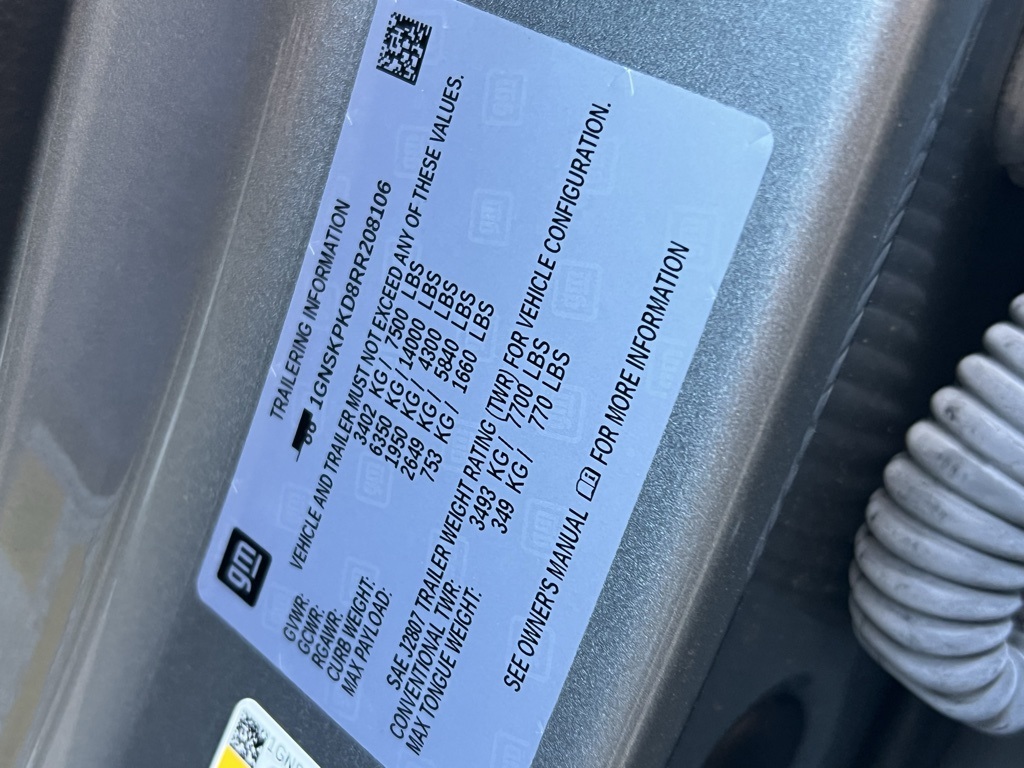 TRAILERING INFORMATION
1GNSKPKD8RR208106
gm
VEHICLE AND TRAILER MUST NOT EXCEED ANY OF THESE VALUES.
GVWR: 3402 KG / 7500 LBS
GCWR: 6350 KG / 14000 LBS
RGAWR: 1950 KG / 4300 LBS
CURB WEIGHT: 2649 KG / 5840 LBS
MAX PAYLOAD: 753 KG / 1660 LBS
SAE J2807 TRAILER WEIGHT RATING (TWR) FOR VEHICLE CONFIGURATION.
CONVENTIONAL TWR: 3493 KG / 7700 LBS
MAX TONGUE WEIGHT: 349 KG / 770 LBS
SEE OWNER'S MANUAL FOR MORE INFORMATION